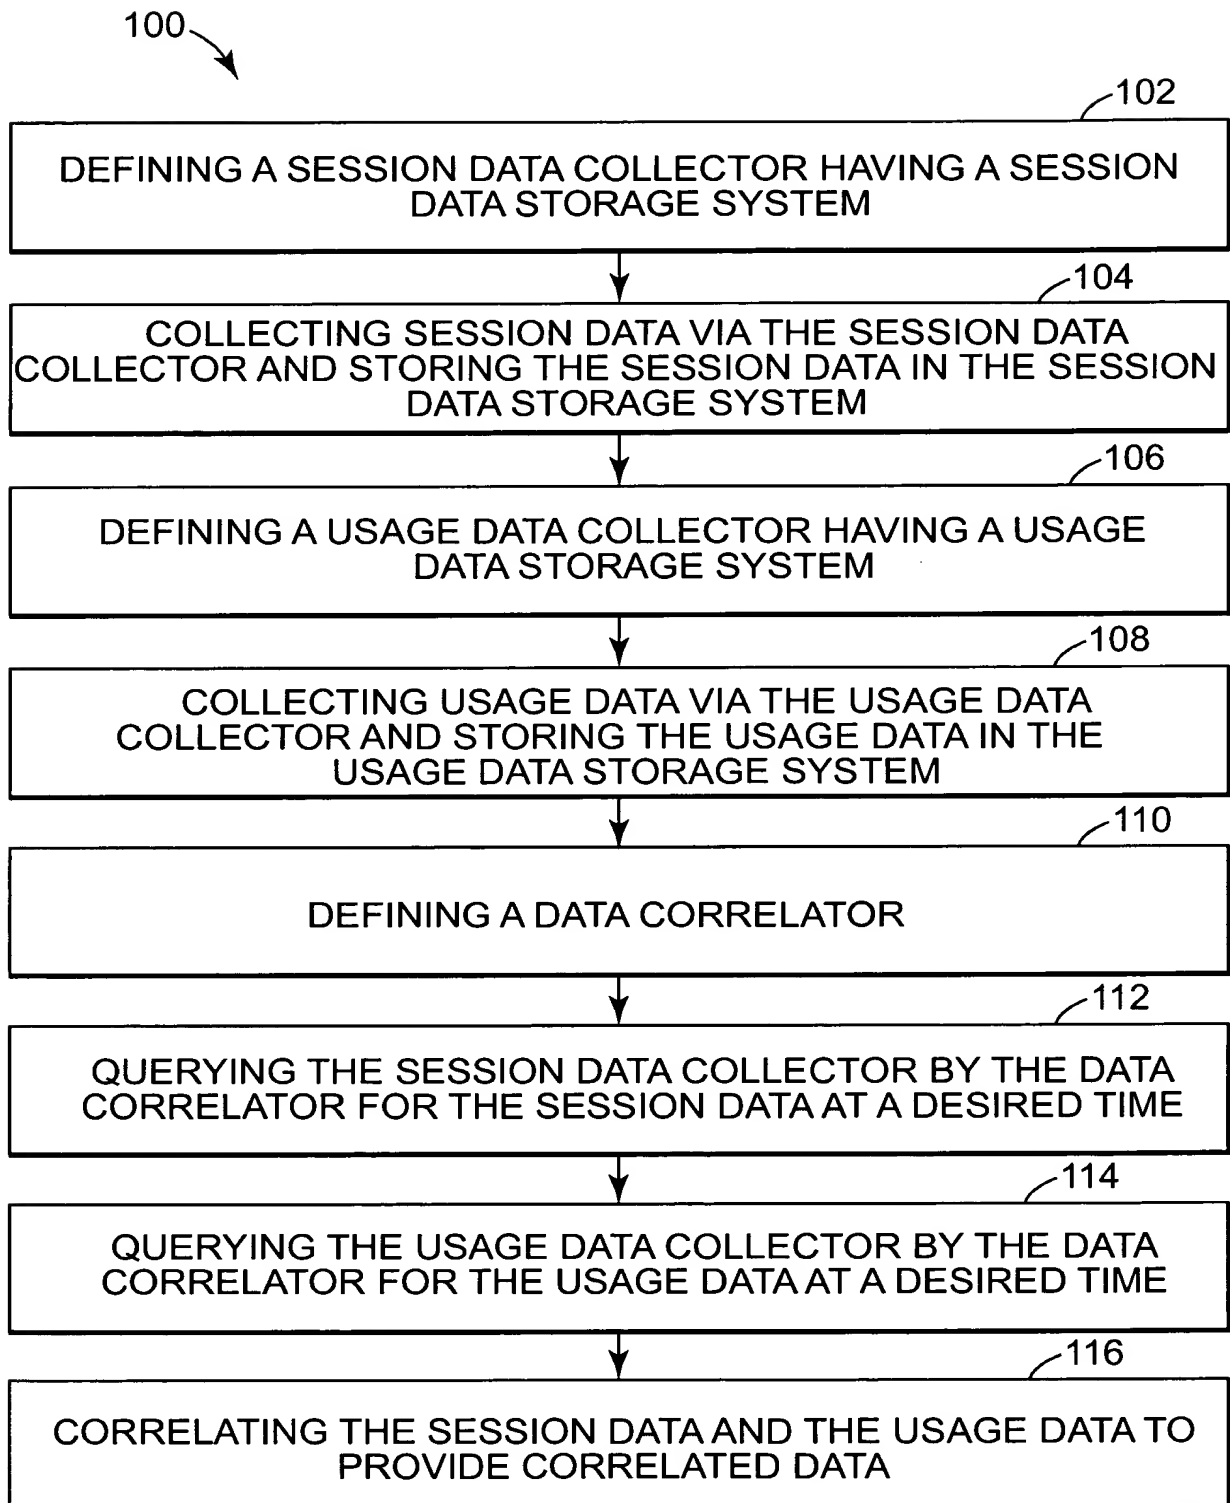 100
102
DEFINING A SESSION DATA COLLECTOR HAVING A SESSION
DATA STORAGE SYSTEM
104
COLLECTING SESSION DATA VIA THE SESSION DATA
COLLECTOR AND STORING THE SESSION DATA IN THE SESSION
DATA STORAGE SYSTEM
106
DEFINING A USAGE DATA COLLECTOR HAVING A USAGE
DATA STORAGE SYSTEM
108
COLLECTING USAGE DATA VIA THE USAGE DATA
COLLECTOR AND STORING THE USAGE DATA IN THE
USAGE DATA STORAGE SYSTEM
110
DEFINING A DATA CORRELATOR
112
QUERYING THE SESSION DATA COLLECTOR BY THE DATA
CORRELATOR FOR THE SESSION DATA AT A DESIRED TIME
114
QUERYING THE USAGE DATA COLLECTOR BY THE DATA
CORRELATOR FOR THE USAGE DATA AT A DESIRED TIME
116
CORRELATING THE SESSION DATA AND THE USAGE DATA TO
PROVIDE CORRELATED DATA